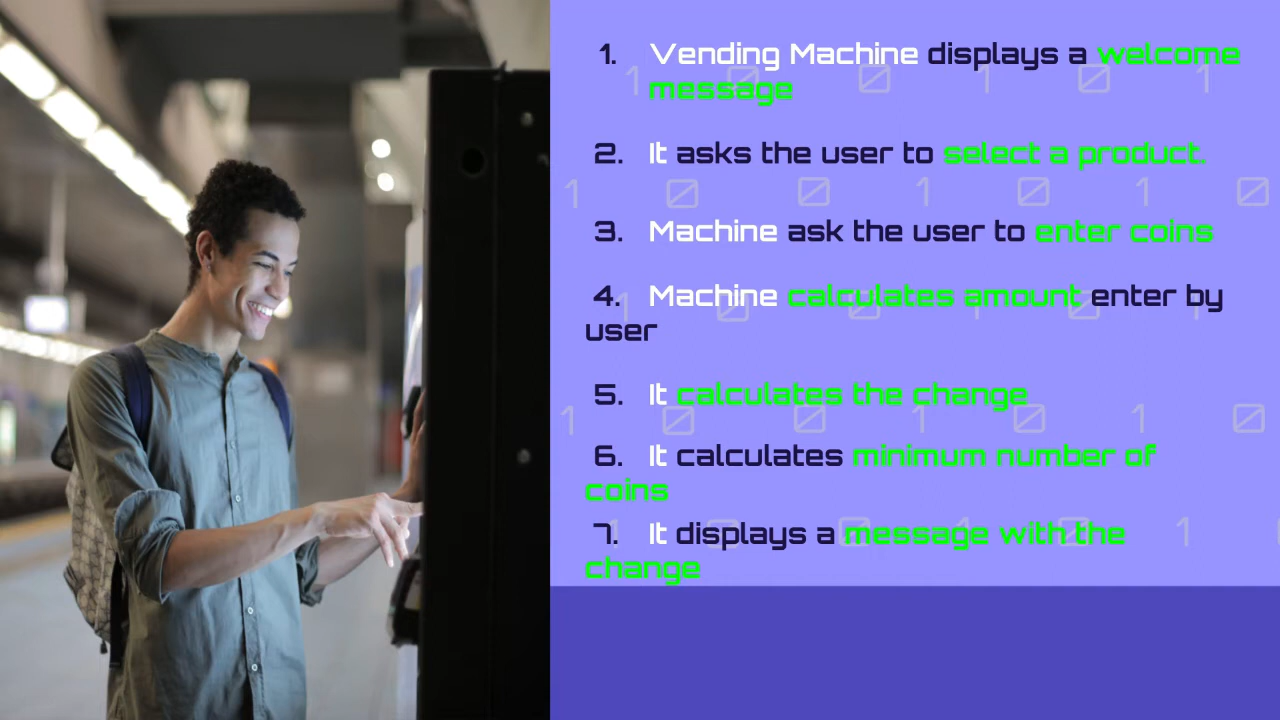 1. Vending Machine displays a welcome
message
2. It asks the user to select a product.
3. Machine ask the user to enter coins
4. Machine calculates amount enter by
user
5. It calculates the change
6. It calculates minimum number of
coins
7. It displays a message with the
change